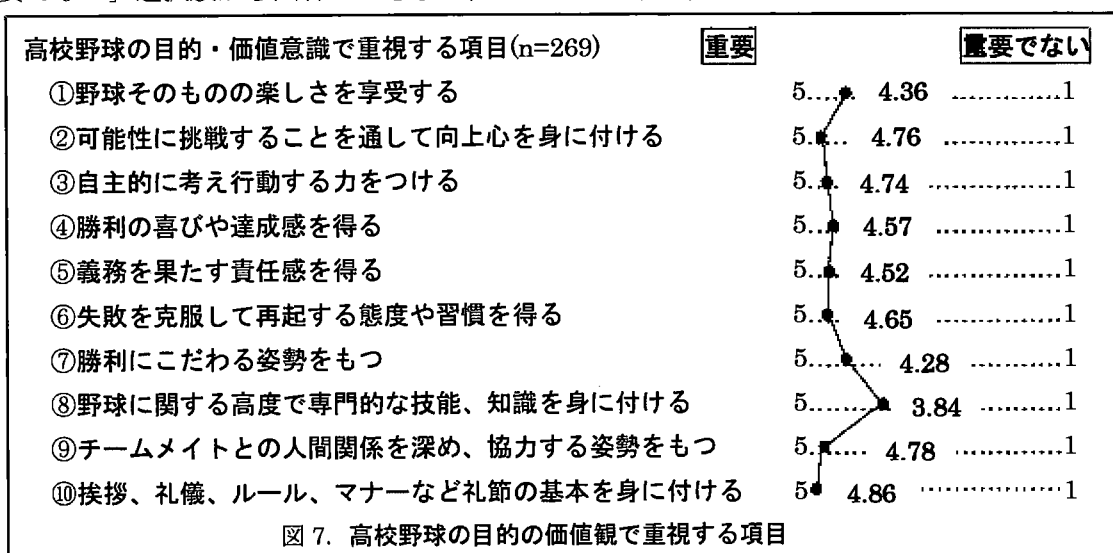 高校野球の目的・価値意識で重視する項目(n=269) 重要 重要でない
①野球そのものの楽しさを享受する 5.... 4.36 .............1
②可能性に挑戦することを通して向上心を身に付ける 5.... 4.76 ..............1
③自主的に考え行動する力をつける 5... 4.74 ................1
④勝利の喜びや達成感を得る 5.... 4.57 ...............1
⑤義務を果たす責任感を得る 5.... 4.52 ................1
⑥失敗を克服して再起する態度や習慣を得る 5.... 4.65 ...............1
⑦勝利にこだわる姿勢をもつ 5......... 4.28 ...........1
⑧野球に関する高度で専門的な技能、知識を身に付ける 5......... 3.84 .........1
⑨チームメイトとの人間関係を深め、協力する姿勢をもつ 5..... 4.78 .............1
⑩挨拶、礼儀、ルール、マナーなど礼節の基本を身に付ける 5 4.86 .................1
図 7. 高校野球の目的の価値観で重視する項目